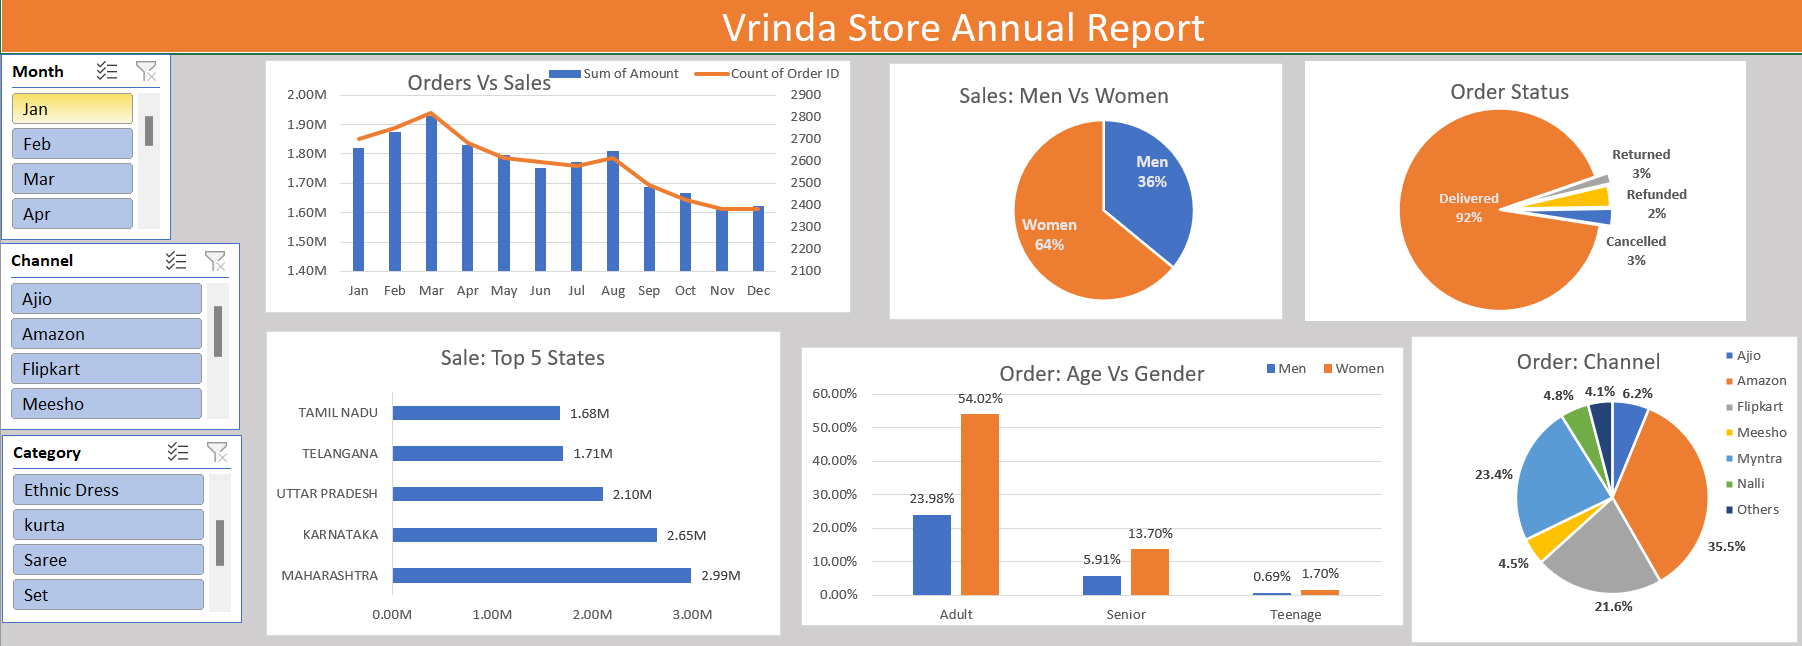 Vrinda Store Annual Report
Month
Jan
Feb
Mar
Apr
Channel
Ajio
Amazon
Flipkart
Meesho
Category
Ethnic Dress
kurta
Saree
Set
Orders Vs Sales
Sum of Amount
Count of Order ID
2.00M
1.90M
1.80M
1.70M
1.60M
1.50M
1.40M
2900
2800
2700
2600
2500
2400
2300
2200
2100
Jan Feb Mar Apr May Jun Jul Aug Sep Oct Nov Dec
Sales: Men Vs Women
Men
36%
Women
64%
Order Status
Returned
3%
Refunded
2%
Delivered
92%
Cancelled
3%
Sale: Top 5 States
TAMIL NADU 1.68M
TELANGANA 1.71M
UTTAR PRADESH 2.10M
KARNATAKA 2.65M
MAHARASHTRA 2.99M
0.00M 1.00M 2.00M 3.00M
Order: Age Vs Gender
Men Women
60.00%
50.00%
40.00%
30.00%
20.00%
10.00%
0.00%
23.98%
54.02%
5.91%
13.70%
0.69%
1.70%
Adult Senior Teenage
Order: Channel
Ajio
Amazon
Flipkart
Meesho
Myntra
Nalli
Others
4.8%
4.1%
6.2%
23.4%
4.5%
21.6%
35.5%